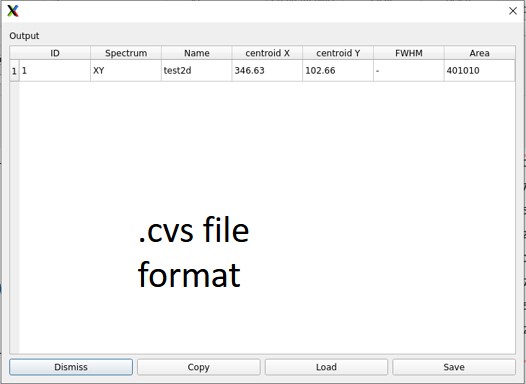 Output
ID Spectrum Name centroid X centroid Y FWHM Area
1 1 XY test2d 346.63 102.66 - 401010
.cvs file
format
Dismiss Copy Load Save